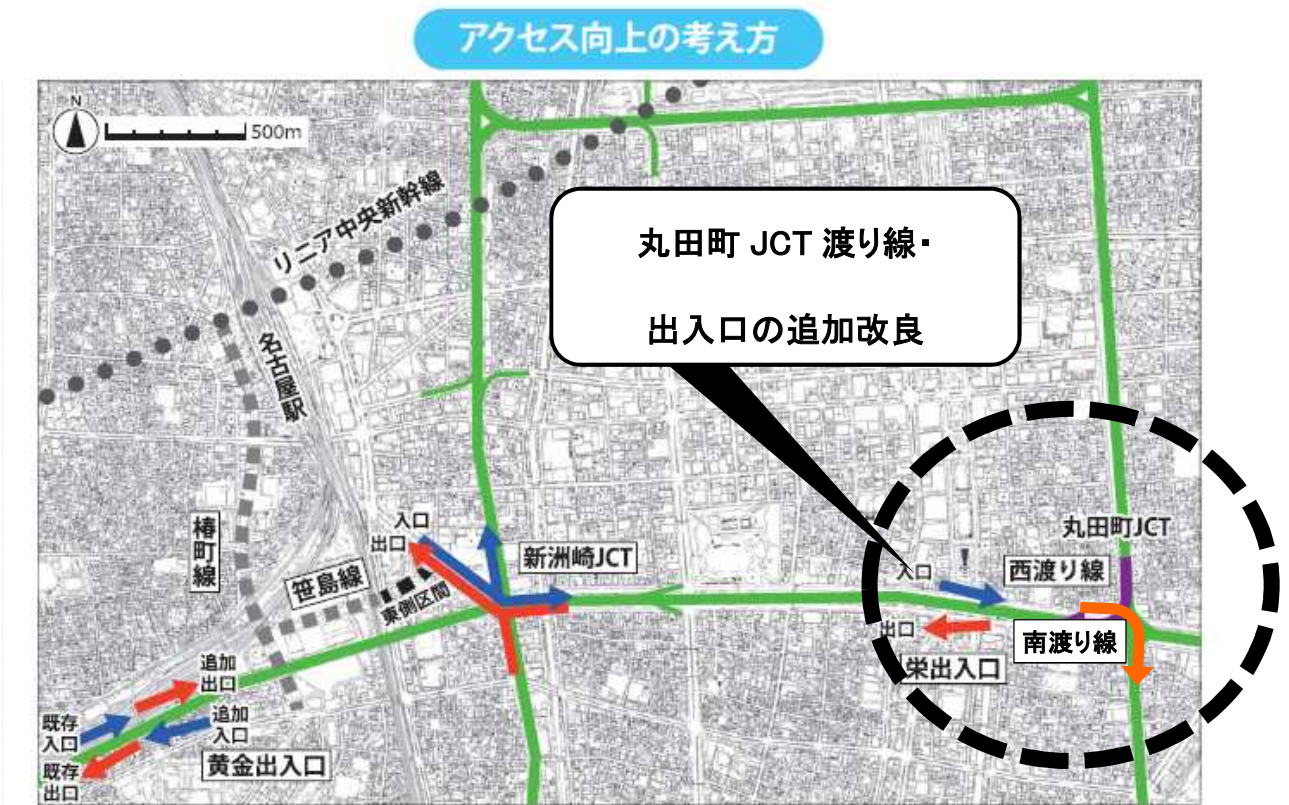 アクセス向上の考え方
N
500m
リニア中央新幹線
丸田町 JCT 渡り線・
出入口の追加改良
名古屋駅
椿町線
入口
出口
新洲崎JCT
笹島線
東側区間
丸田町JCT
入口
西渡り線
出口
南渡り線
栄出入口
追加
出口
既存
入口
追加
入口
黄金出入口
既存
出口